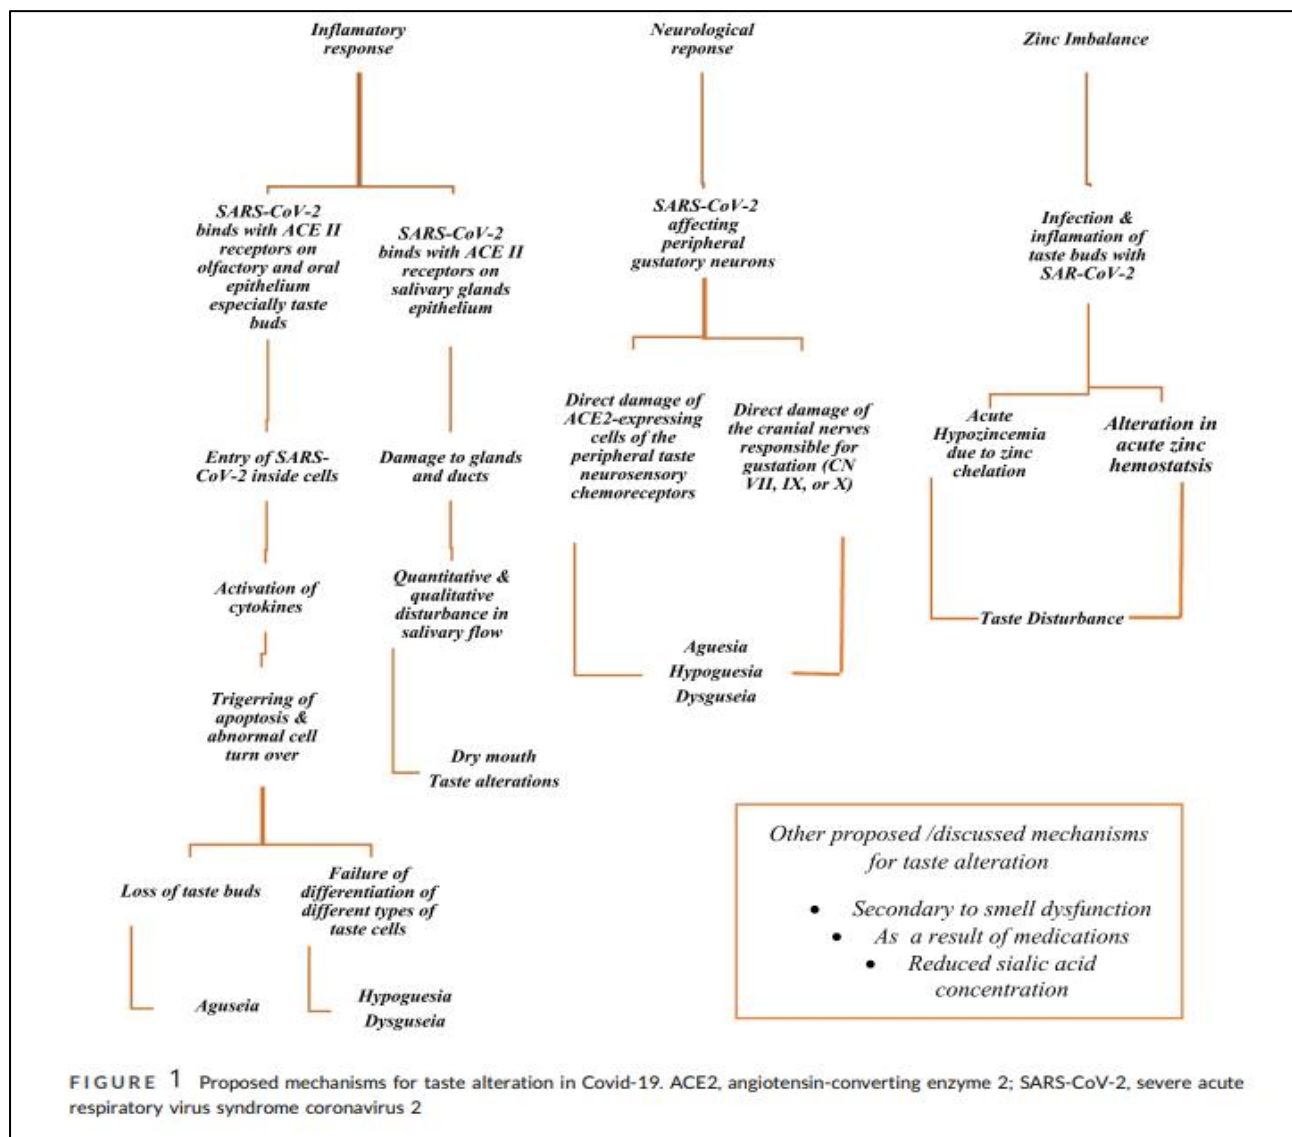 Inflamatory
response
SARS-CoV-2
binds with ACE II
receptors on
olfactory and oral
epithelium
especially taste
buds
SARS-CoV-2
binds with ACE II
receptors on
salivary glands
epithelium
Entry of SARS-
CoV-2 inside cells
Damage to glands
and ducts
Activation of
cytokines
Quantitative &
qualitative
disturbance in
salivary flow
Trigerring of
apoptosis &
abnormal cell
turn over
Dry mouth
Taste alterations
Loss of taste buds
Failure of
differentiation of
different types of
taste cells
Aguseia
Hypoguesia
Dysguseia
Neurological
reponse
SARS-CoV-2
affecting
peripheral
gustatory neurons
Direct damage of
ACE2-expressing
cells of the
peripheral taste
neurosensory
chemoreceptors
Direct damage of
the cranial nerves
responsible for
gustation (CN
VII, IX, or X)
Aguesia
Hypoguesia
Dysguseia
Zinc Imbalance
Infection &
inflamation of
taste buds with
SAR-CoV-2
Acute
Hypozincemia
due to zinc
chelation
Alteration in
acute zinc
hemostatsis
Taste Disturbance
Other proposed /discussed mechanisms
for taste alteration
• Secondary to smell dysfunction
• As a result of medications
• Reduced sialic acid
concentration
FIGURE 1 Proposed mechanisms for taste alteration in Covid-19. ACE2, angiotensin-converting enzyme 2; SARS-CoV-2, severe acute
respiratory virus syndrome coronavirus 2